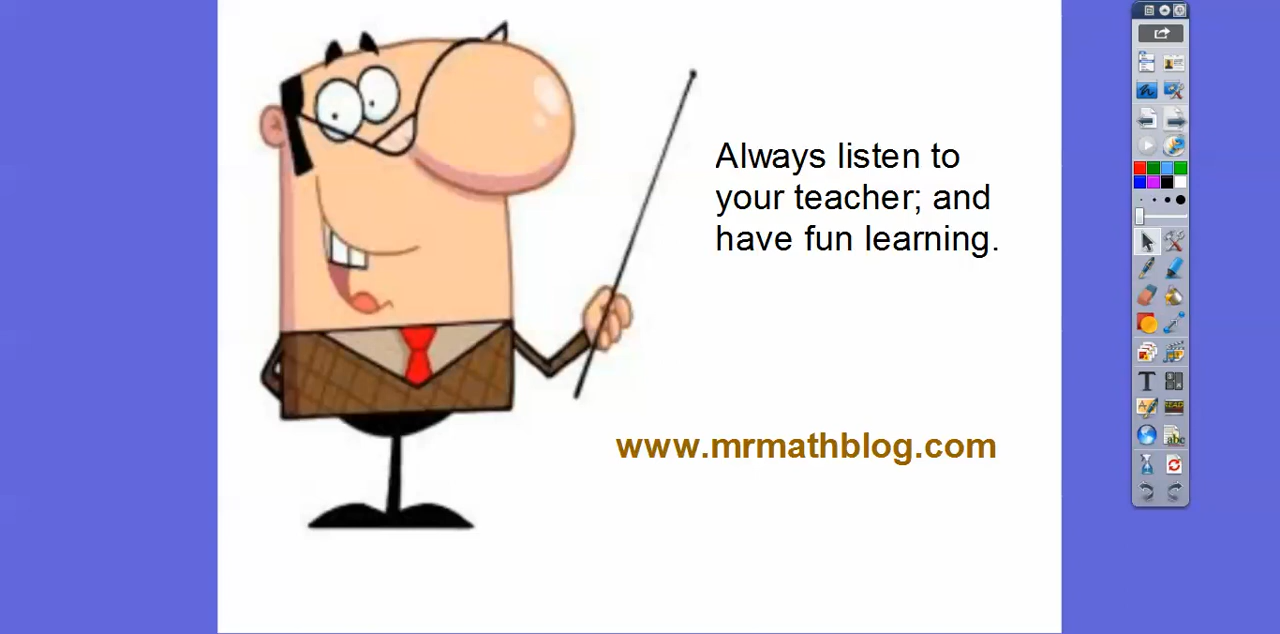 Always listen to
your teacher; and
have fun learning.
www.mrmathblog.com